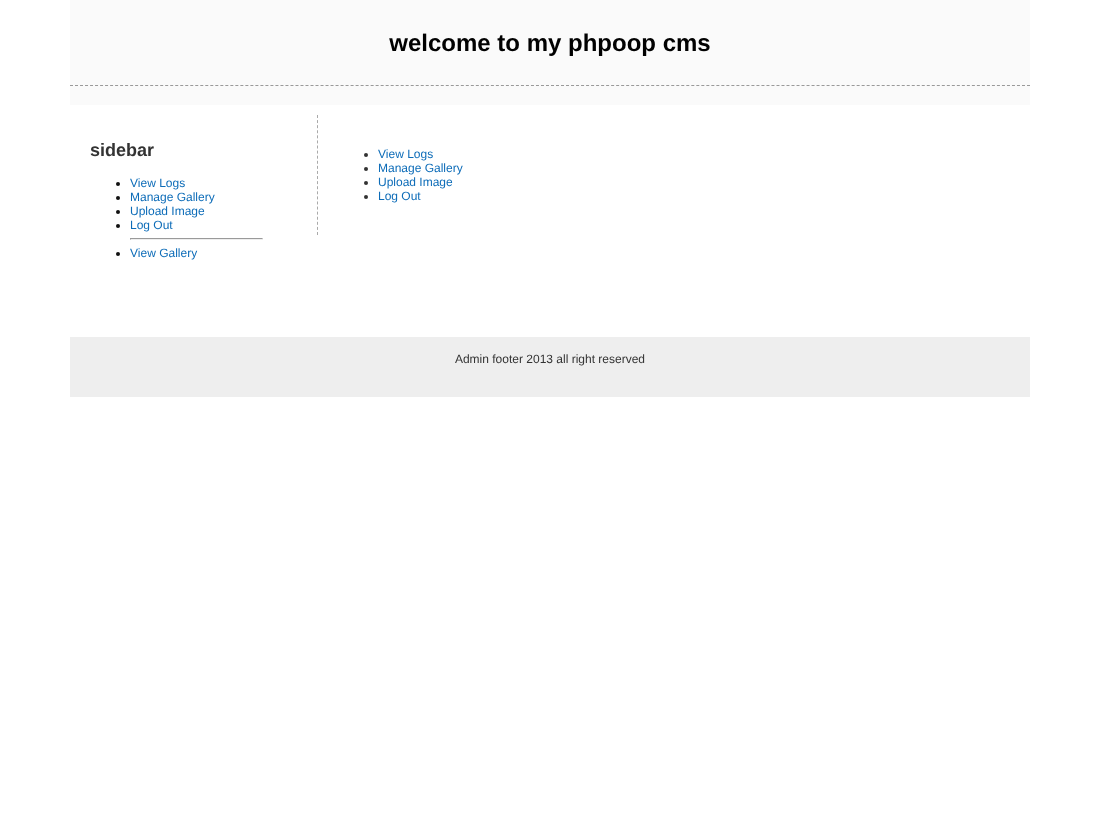 welcome to my phpoop cms
sidebar
View Logs
Manage Gallery
Upload Image
Log Out
View Gallery
View Logs
Manage Gallery
Upload Image
Log Out
Admin footer 2013 all right reserved